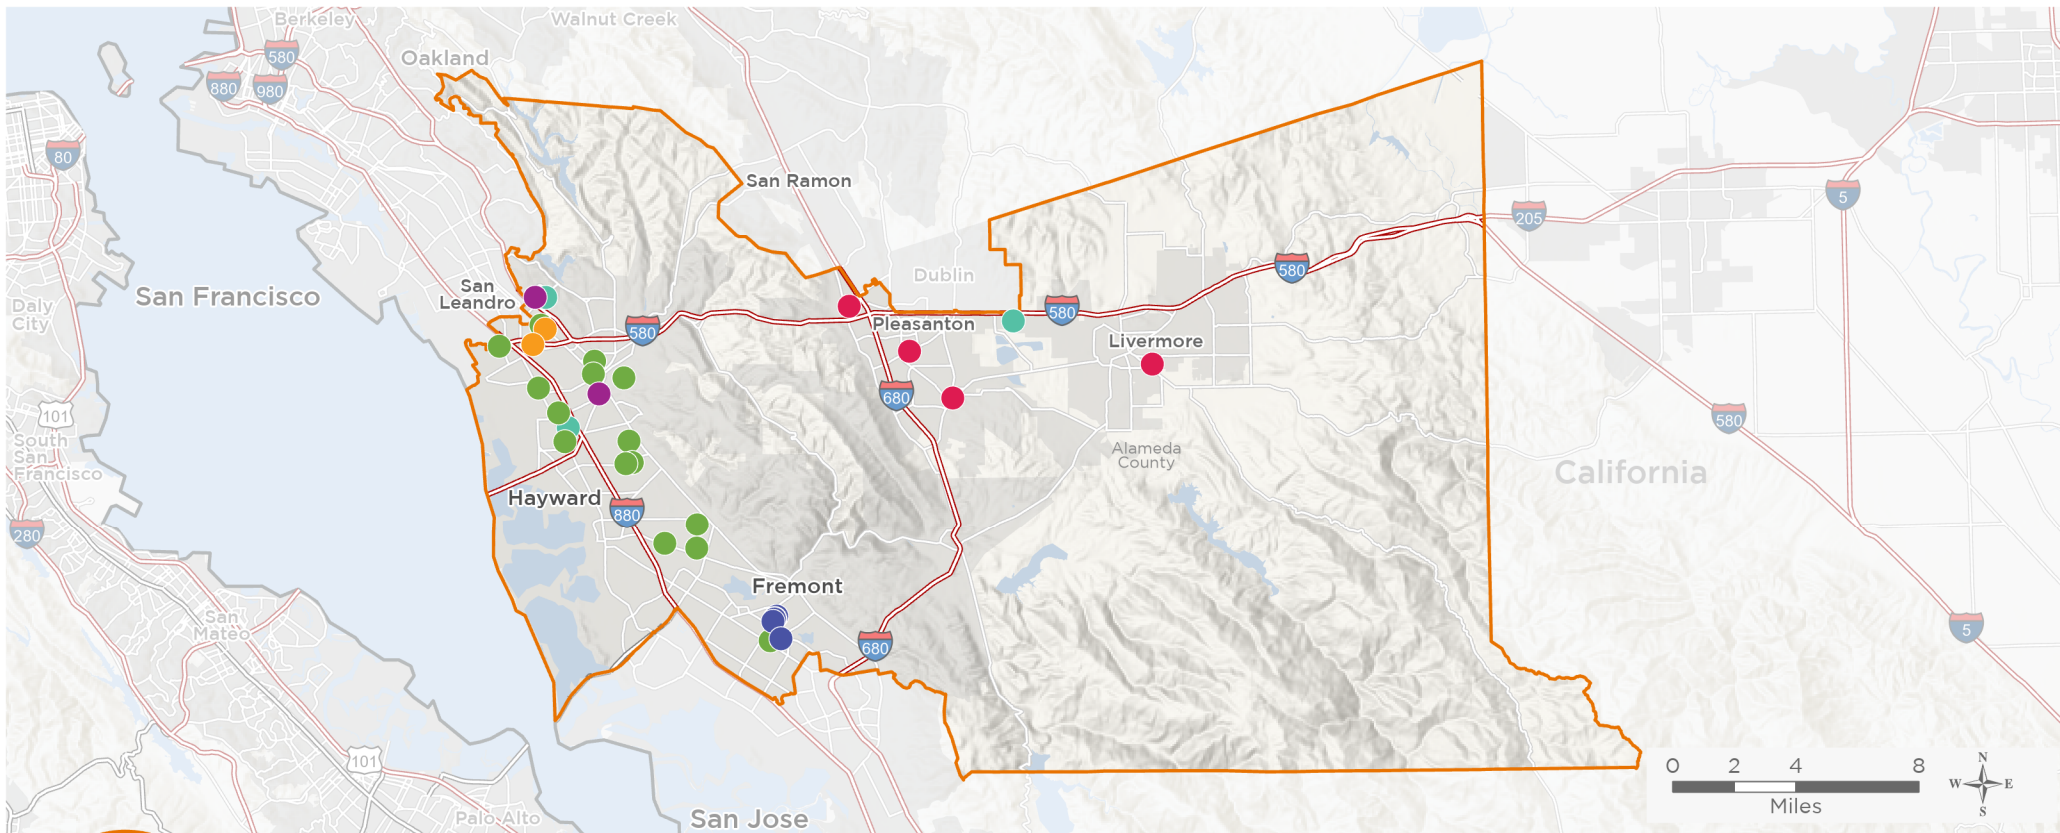 Berkeley
Walnut Creek
Oakland
580
880
980
80
San Ramon
5
205
San Francisco
Daly
City
San
Leandro
Dublin
580
580
580
Pleasanton
Livermore
680
101
South
San
Francisco
580
Alameda
County
California
Hayward
880
280
Fremont
San
Mateo
680
5
101
Palo Alto
San Jose
0 2 4 8
Miles
N
W E
S